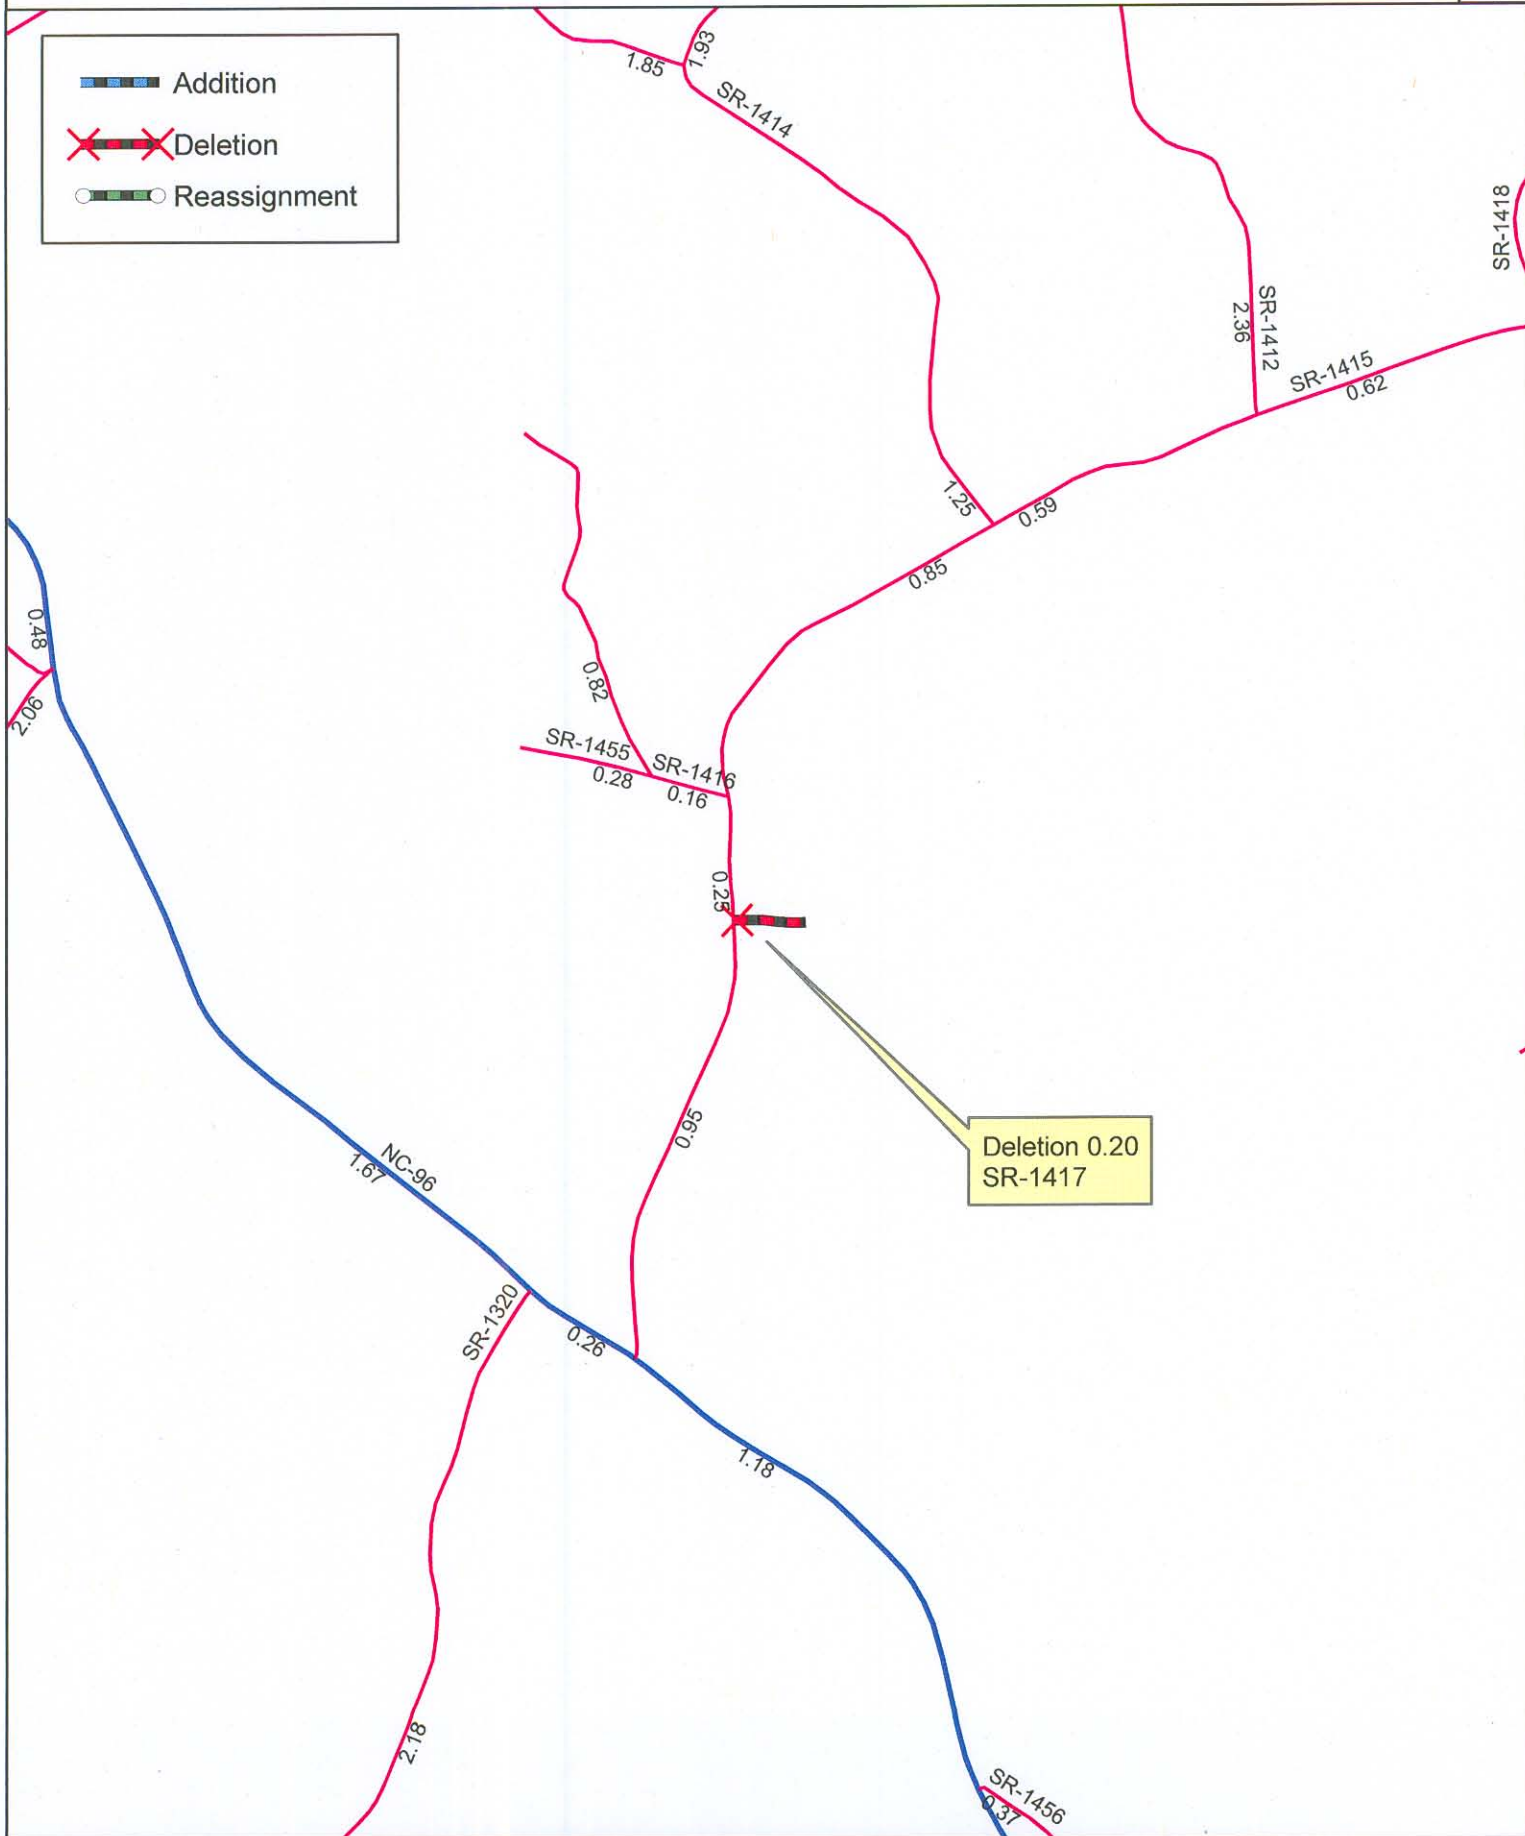 Addition
Deletion
Reassignment
1.85
1.93
SR-1414
SR-1418
SR-1412
2.36
SR-1415
0.62
1.25
0.59
0.85
0.48
2.06
0.82
SR-1455
0.28
SR-1416
0.16
0.25
0.95
Deletion 0.20
SR-1417
NC-96
1.67
SR-1320
0.26
1.18
2.18
SR-1456
0.37